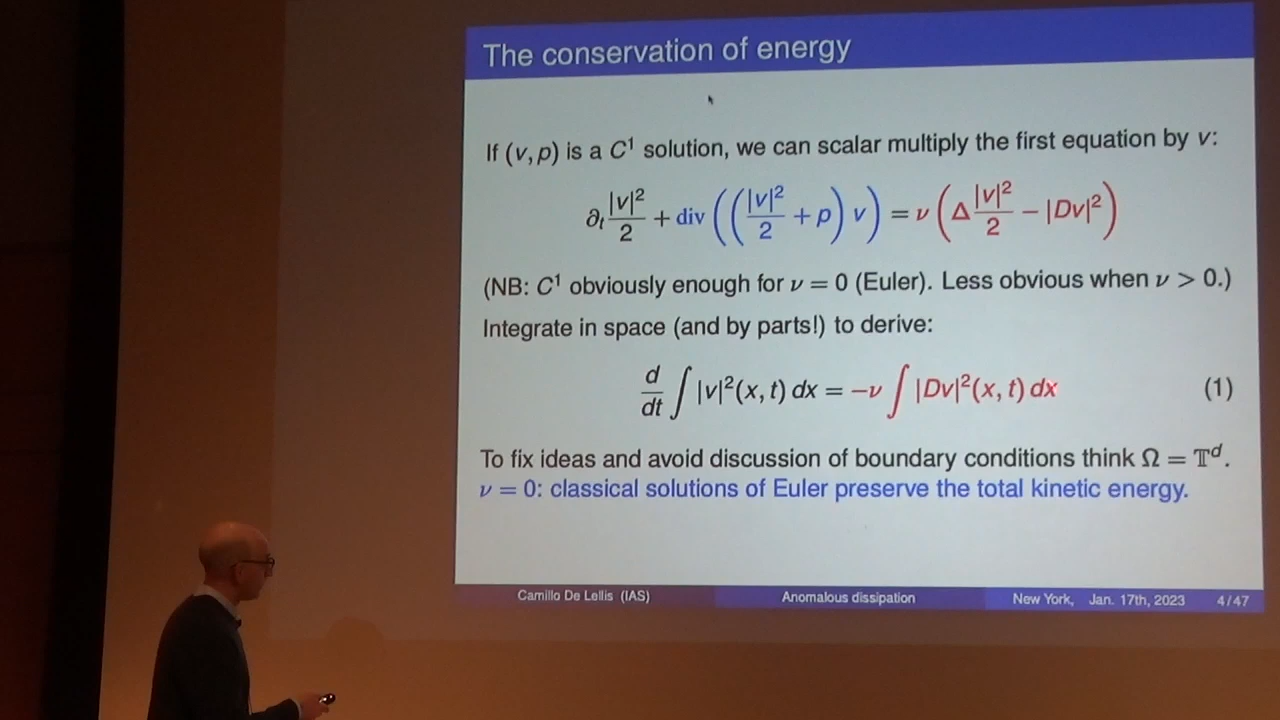 The conservation of energy
If (v, p) is a C¹ solution, we can scalar multiply the first equation by v:
∂ₜ |v|²/2 + div ( ( |v|²/2 + p ) v ) = ν ( Δ |v|²/2 − |Dv|² )
(NB: C¹ obviously enough for ν = 0 (Euler). Less obvious when ν > 0.)
Integrate in space (and by parts!) to derive:
d/dt ∫ |v|²(x, t) dx = −ν ∫ |Dv|²(x, t) dx (1)
To fix ideas and avoid discussion of boundary conditions think Ω = 𝕋ᵈ.
ν = 0: classical solutions of Euler preserve the total kinetic energy.
Camillo De Lellis (IAS) Anomalous dissipation New York, Jan. 17th, 2023 4/47